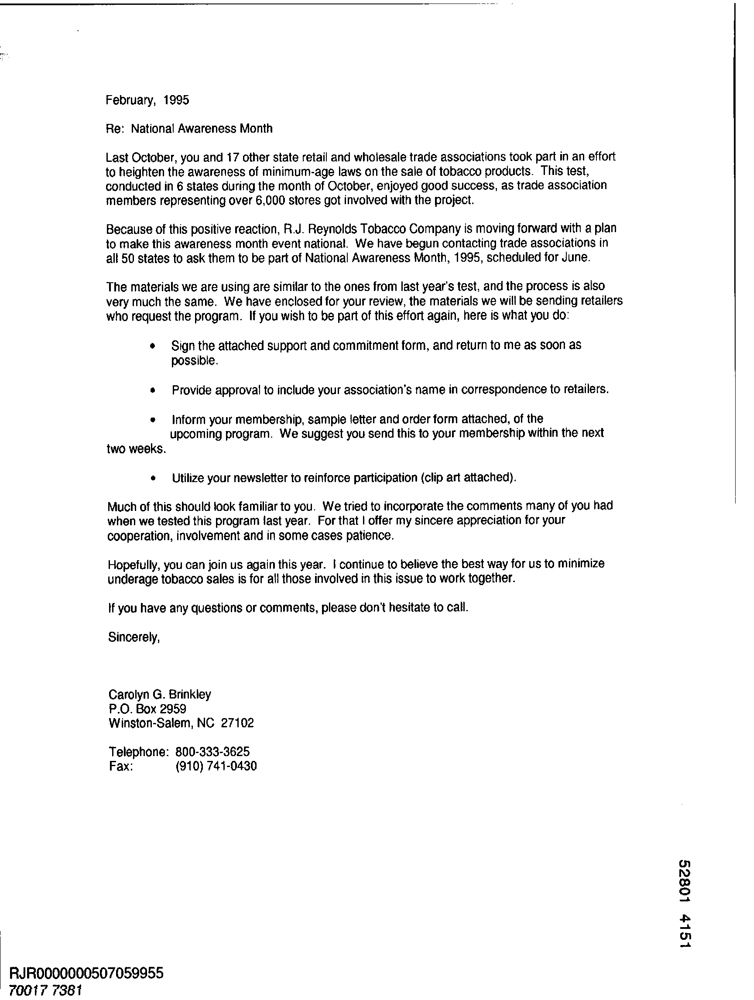 February, 1995
Re: National Awareness Month
Last October, you and 17 other state retail and wholesale trade associations took part in an effort
to heighten the awareness of minimum-age laws on the sale of tobacco products. This test,
conducted in 6 states during the month of October, enjoyed good success, as trade association
members representing over 6,000 stores got involved with the project.
Because of this positive reaction, R.J. Reynolds Tobacco Company is moving forward with a plan
to make this awareness month event national. We have begun contacting trade associations in
all 50 states to ask them to be part of National Awareness Month, 1995, scheduled for June.
The materials we are using are similar to the ones from last year's test, and the process is also
very much the same. We have enclosed for your review, the materials we will be sending retailers
who request the program. If you wish to be part of this effort again, here is what you do:
• Sign the attached support and commitment form, and return to me as soon as
possible.
• Provide approval to include your association's name in correspondence to retailers.
• Inform your membership, sample letter and order form attached, of the
upcoming program. We suggest you send this to your membership within the next
two weeks.
• Utilize your newsletter to reinforce participation (clip art attached).
Much of this should look familiar to you. We tried to incorporate the comments many of you had
when we tested this program last year. For that I offer my sincere appreciation for your
cooperation, involvement and in some cases patience.
Hopefully, you can join us again this year. I continue to believe the best way for us to minimize
underage tobacco sales is for all those involved in this issue to work together.
If you have any questions or comments, please don't hesitate to call.
Sincerely,
Carolyn G. Brinkley
P.O. Box 2959
Winston-Salem, NC 27102
Telephone: 800-333-3625
Fax: (910) 741-0430
52801 4151
RJR0000000507059955
70017 7381